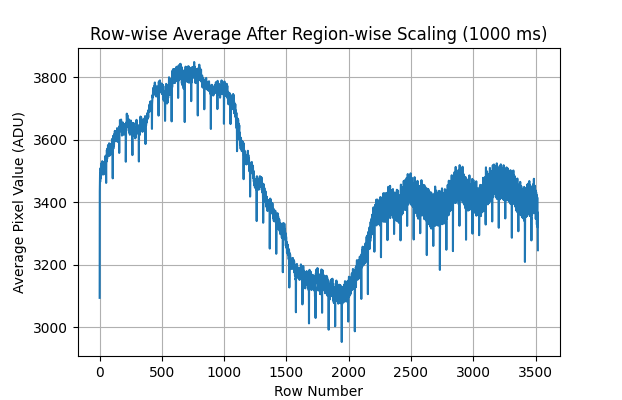 Row-wise Average After Region-wise Scaling (1000 ms)
3800
3600
3400
3200
3000
Average Pixel Value (ADU)
0 500 1000 1500 2000 2500 3000 3500
Row Number